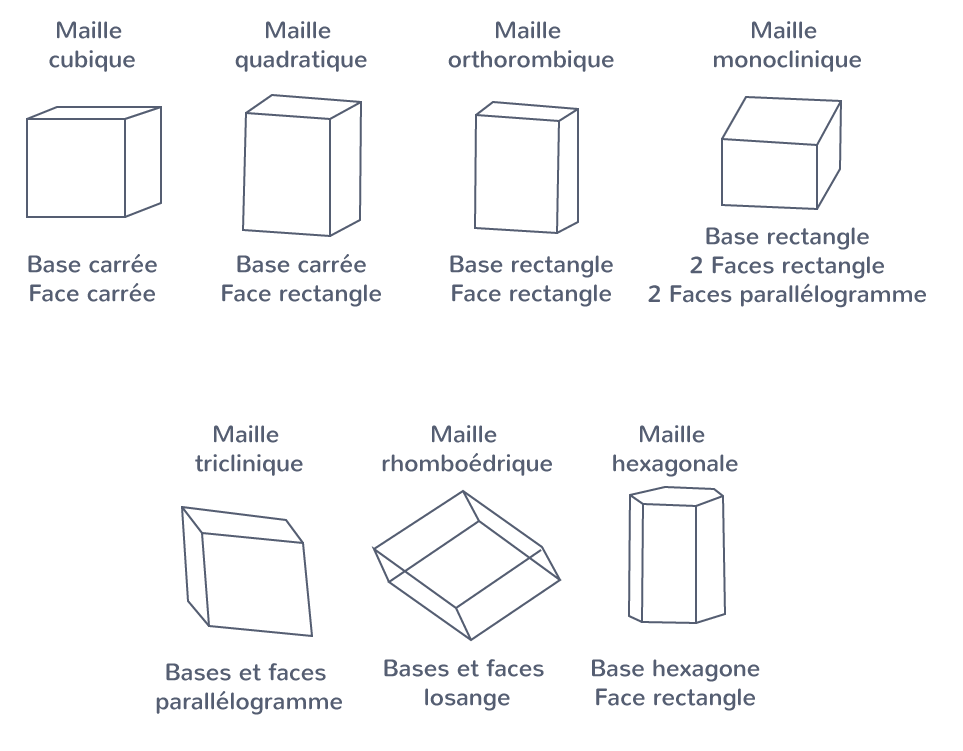 Maille
cubique
Maille
quadratique
Maille
orthorombique
Maille
monoclinique
Base carrée
Face carrée
Base carrée
Face rectangle
Base rectangle
Face rectangle
Base rectangle
2 Faces rectangle
2 Faces parallélogramme
Maille
triclinique
Maille
rhomboédrique
Maille
hexagonale
Bases et faces
parallélogramme
Bases et faces
losange
Base hexagone
Face rectangle